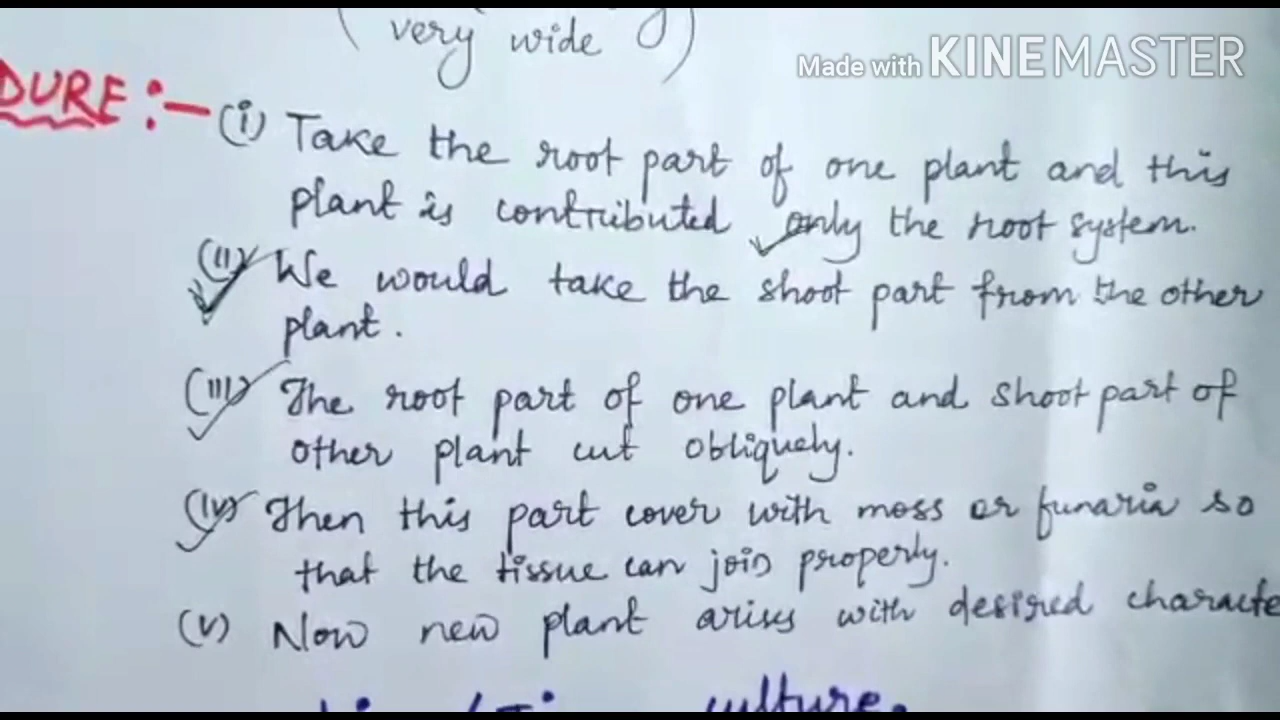 very wide
Made with KINEMASTER
DURE :-
(i) Take the root part of one plant and this
plant is contributed only the root system.
(ii) We would take the shoot part from the other
plant.
(iii) The root part of one plant and shoot part of
other plant cut obliquely.
(iv) Then this part cover with moss or funaria so
that the tissue can join properly.
(v) Now new plant arises with desired characte
culture.